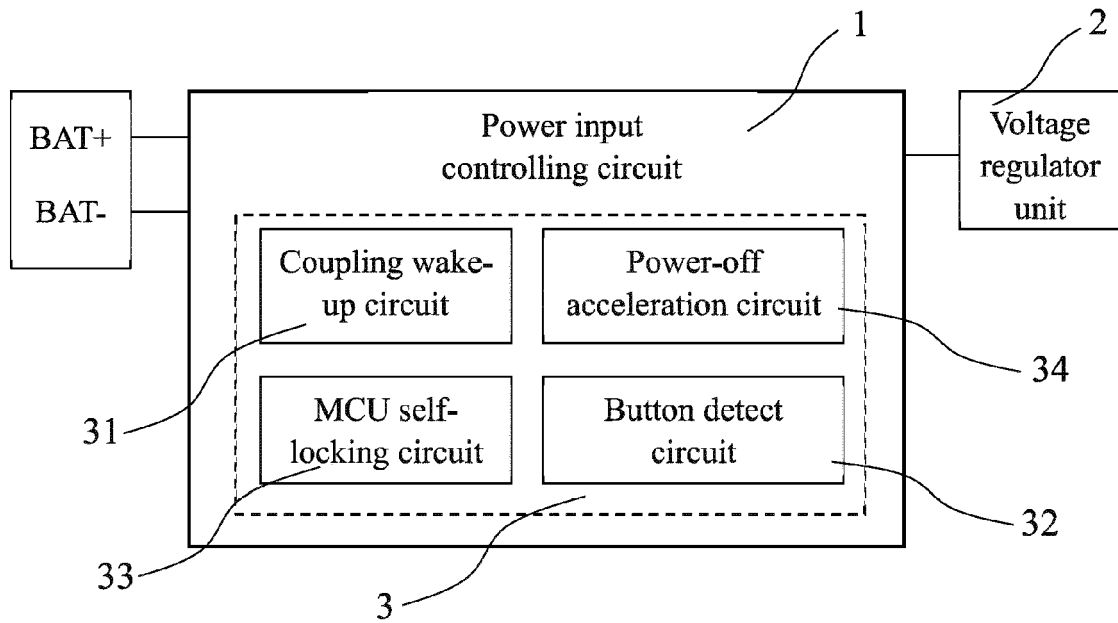 1
2
BAT+
BAT-
Power input
controlling circuit
Voltage
regulator
unit
Coupling wake-
up circuit
Power-off
acceleration circuit
34
31
MCU self-
locking circuit
Button detect
circuit
32
33
3